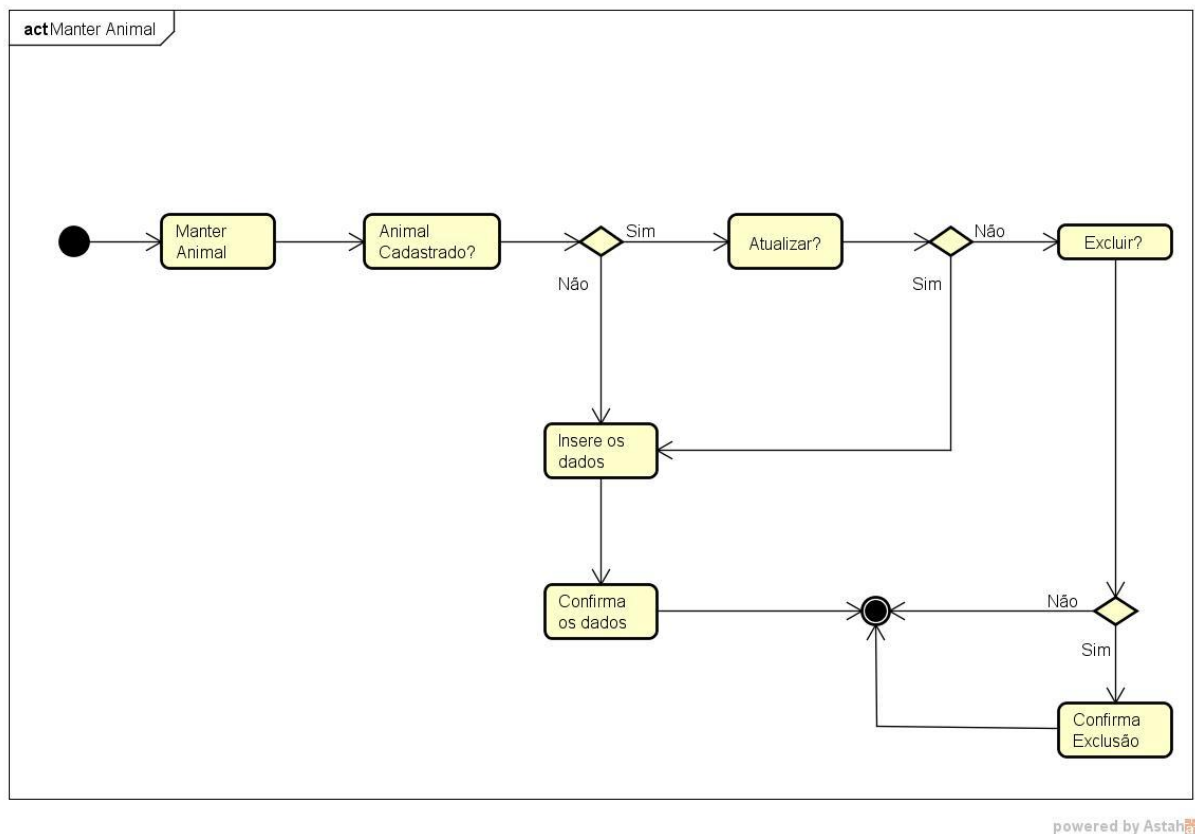 act Manter Animal
Manter
Animal
Animal
Cadastrado?
Sim
Atualizar?
Não
Excluir?
Não
Sim
Insere os
dados
Confirma
os dados
Não
Sim
Confirma
Exclusão
powered by Astah